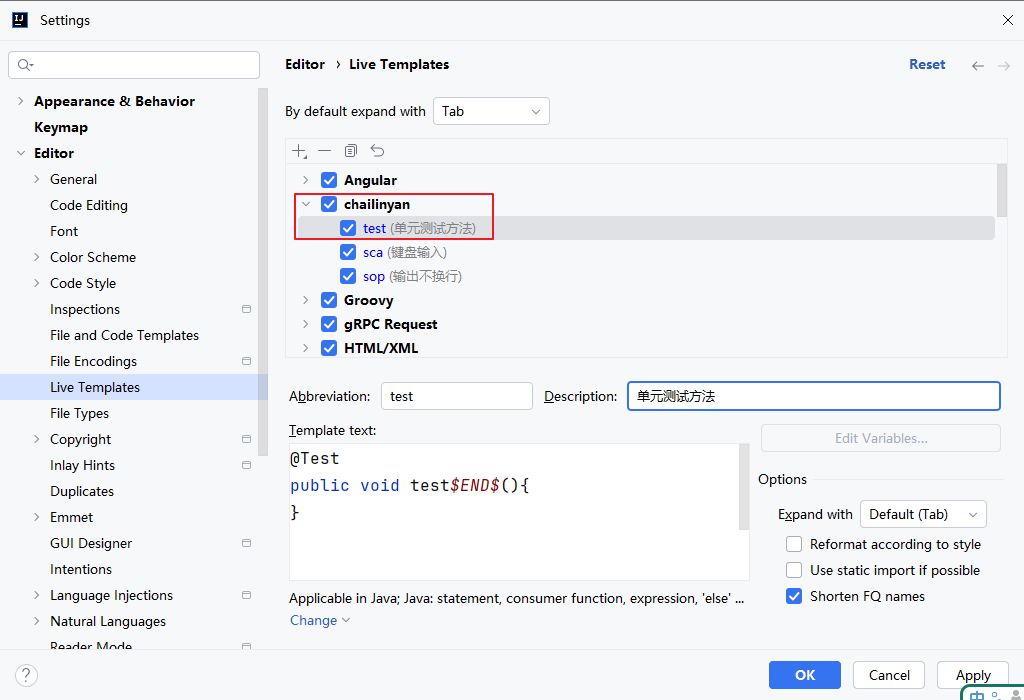 Settings
Editor › Live Templates
Reset
Appearance & Behavior
Keymap
Editor
General
Code Editing
Font
Color Scheme
Code Style
Inspections
File and Code Templates
File Encodings
Live Templates
File Types
Copyright
Inlay Hints
Duplicates
Emmet
GUI Designer
Intentions
Language Injections
Natural Languages
Reader Mode
By default expand with Tab
Angular
chailinyan
test (单元测试方法)
sca (键盘输入)
sop (输出不换行)
Groovy
gRPC Request
HTML/XML
Abbreviation: test Description: 单元测试方法
Template text:
@Test
public void test$END$(){
}
Edit Variables...
Options
Expand with Default (Tab)
Reformat according to style
Use static import if possible
Shorten FQ names
Applicable in Java; Java: statement, consumer function, expression, 'else' ...
Change
?
OK Cancel Apply
中